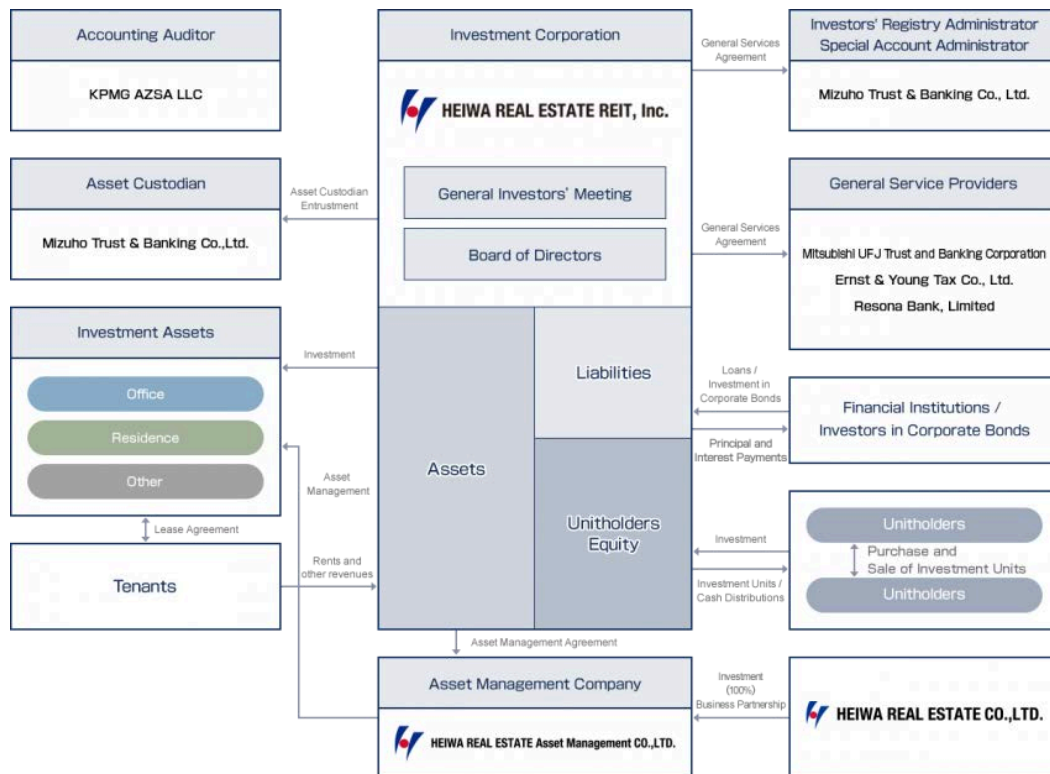 Accounting Auditor
KPMG AZSA LLC
Investment Corporation
HEIWA REAL ESTATE REIT, Inc.
General Investors' Meeting
Board of Directors
General Services
Agreement
Investors' Registry Administrator
Special Account Administrator
Mizuho Trust & Banking Co., Ltd.
Asset Custodian
Mizuho Trust & Banking Co.,Ltd.
Asset Custodian
Entrustment
General Services
Agreement
General Service Providers
Mitsubishi UFJ Trust and Banking Corporation
Ernst & Young Tax Co., Ltd.
Resona Bank, Limited
Investment Assets
Office
Residence
Other
Investment
Assets
Liabilities
Unitholders
Equity
Loans /
Investment in
Corporate Bonds
Principal and
Interest Payments
Financial Institutions /
Investors in Corporate Bonds
Asset
Management
Lease Agreement
Tenants
Rents and
other revenues
Investment
Investment Units /
Cash Distributions
Unitholders
Purchase and
Sale of Investment Units
Unitholders
Asset Management Agreement
Asset Management Company
HEIWA REAL ESTATE Asset Management CO.,LTD.
Investment
(100%)
Business Partnership
HEIWA REAL ESTATE CO.,LTD.